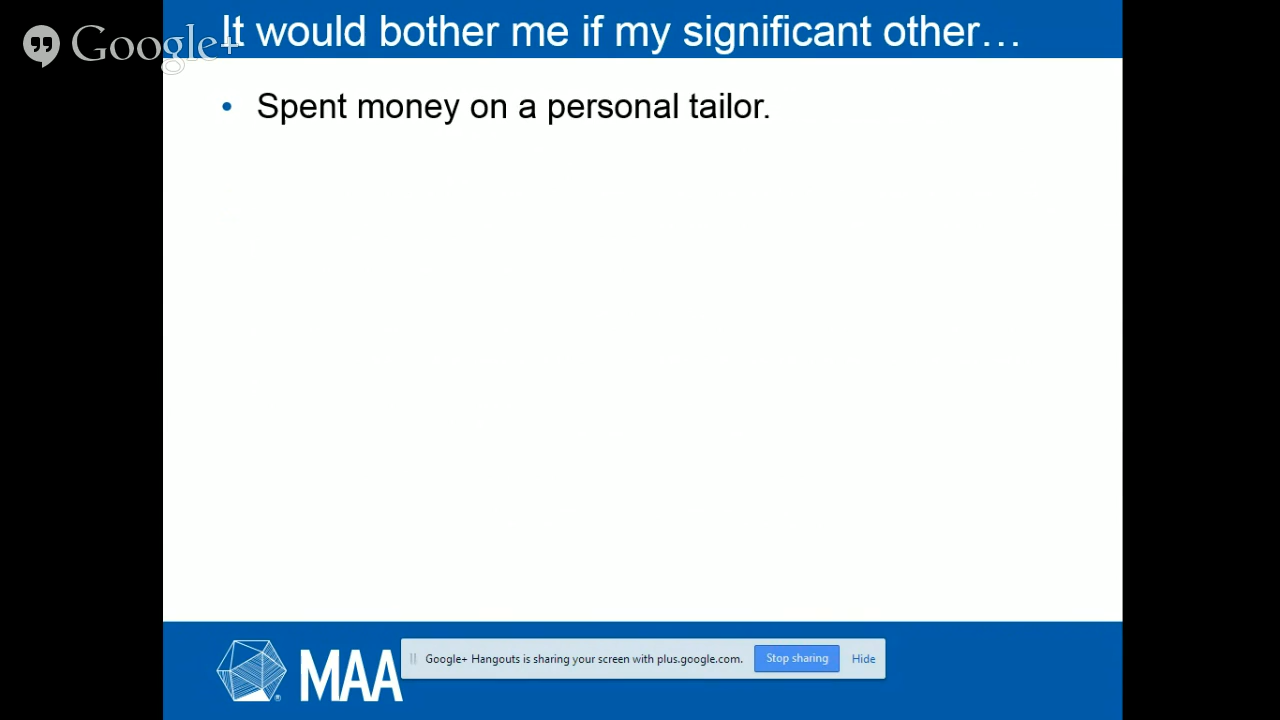 Google+
It would bother me if my significant other…
• Spent money on a personal tailor.
MAA
®
Google+ Hangouts is sharing your screen with plus.google.com.
Stop sharing
Hide